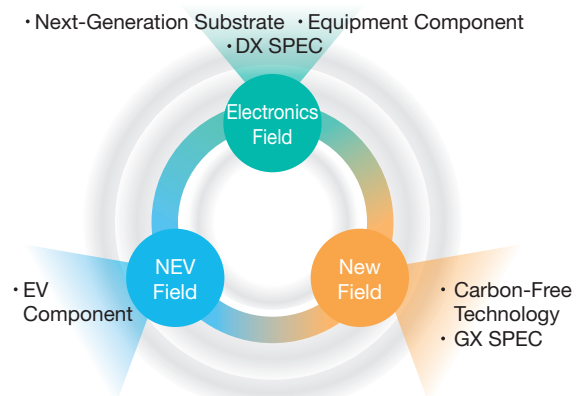 ・Next-Generation Substrate ・Equipment Component
・DX SPEC
Electronics
Field
NEV
Field
New
Field
・EV
Component
・Carbon-Free
Technology
・GX SPEC